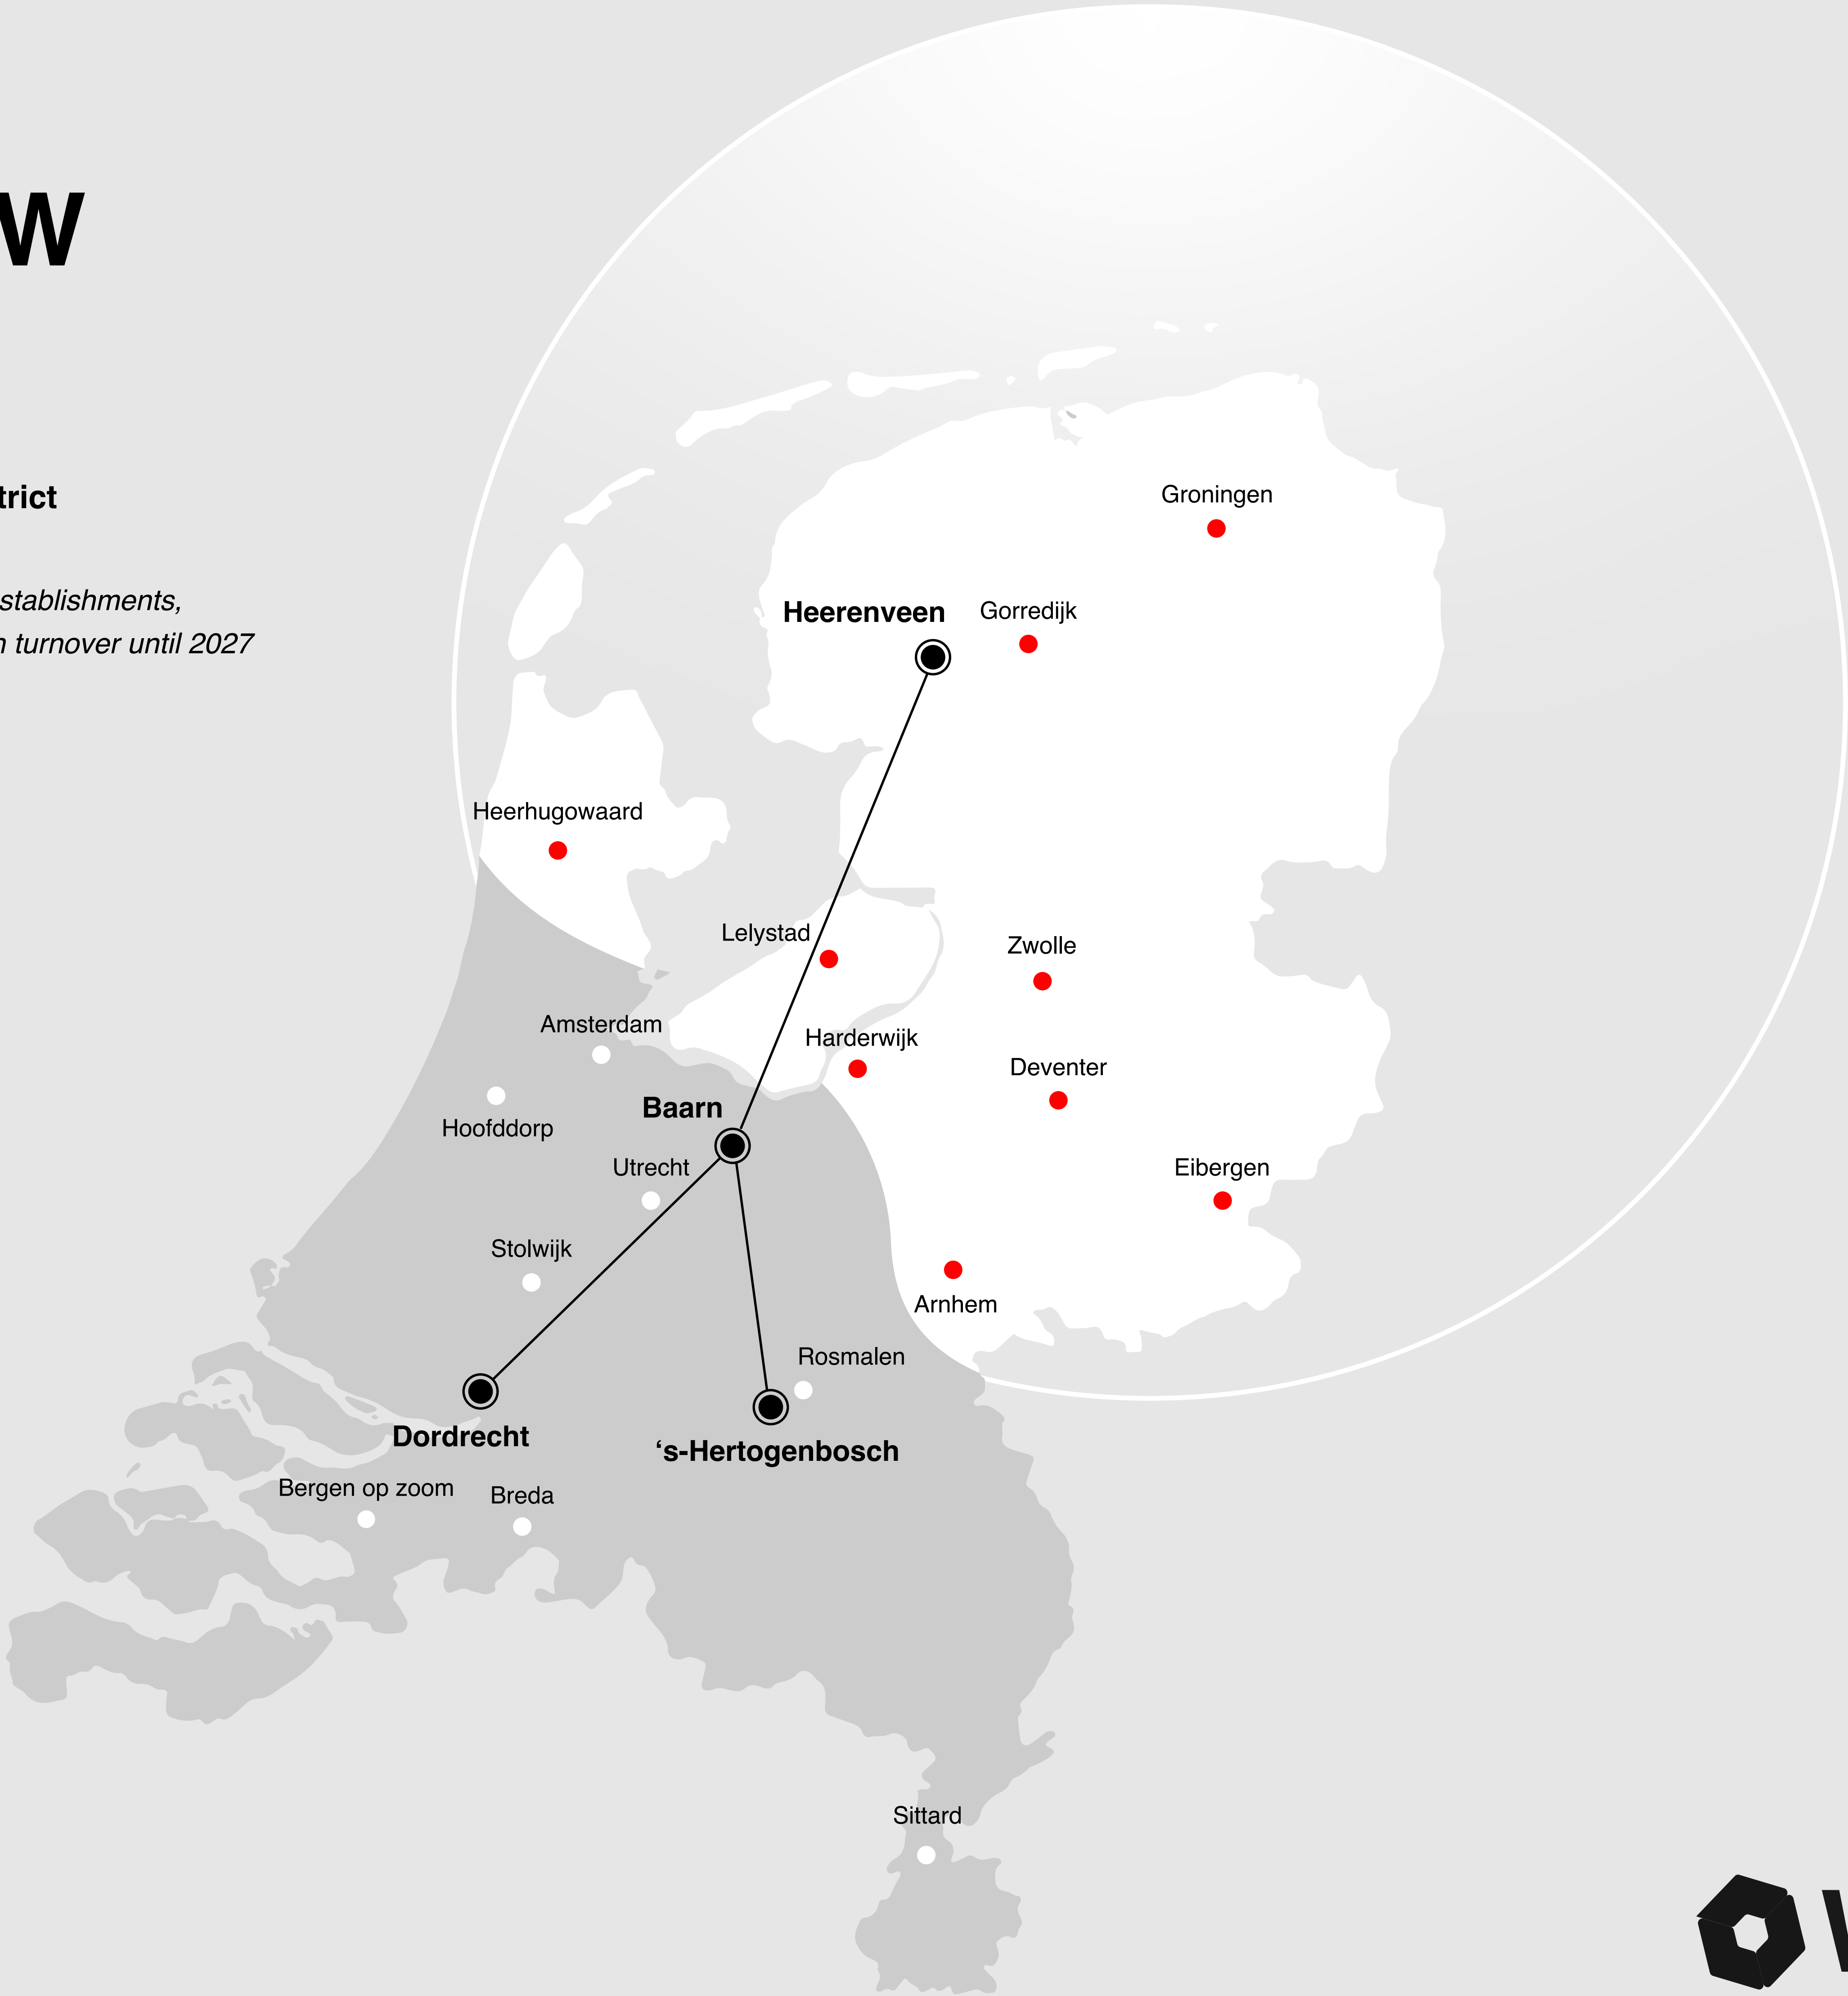 W
trict
stablishments,
n turnover until 2027
Groningen
Heerenveen
Gorredijk
Heerhugowaard
Lelystad
Zwolle
Amsterdam
Harderwijk
Deventer
Baarn
Hoofddorp
Utrecht
Eibergen
Stolwijk
Arnhem
Rosmalen
Dordrecht
‘s-Hertogenbosch
Bergen op zoom
Breda
Sittard